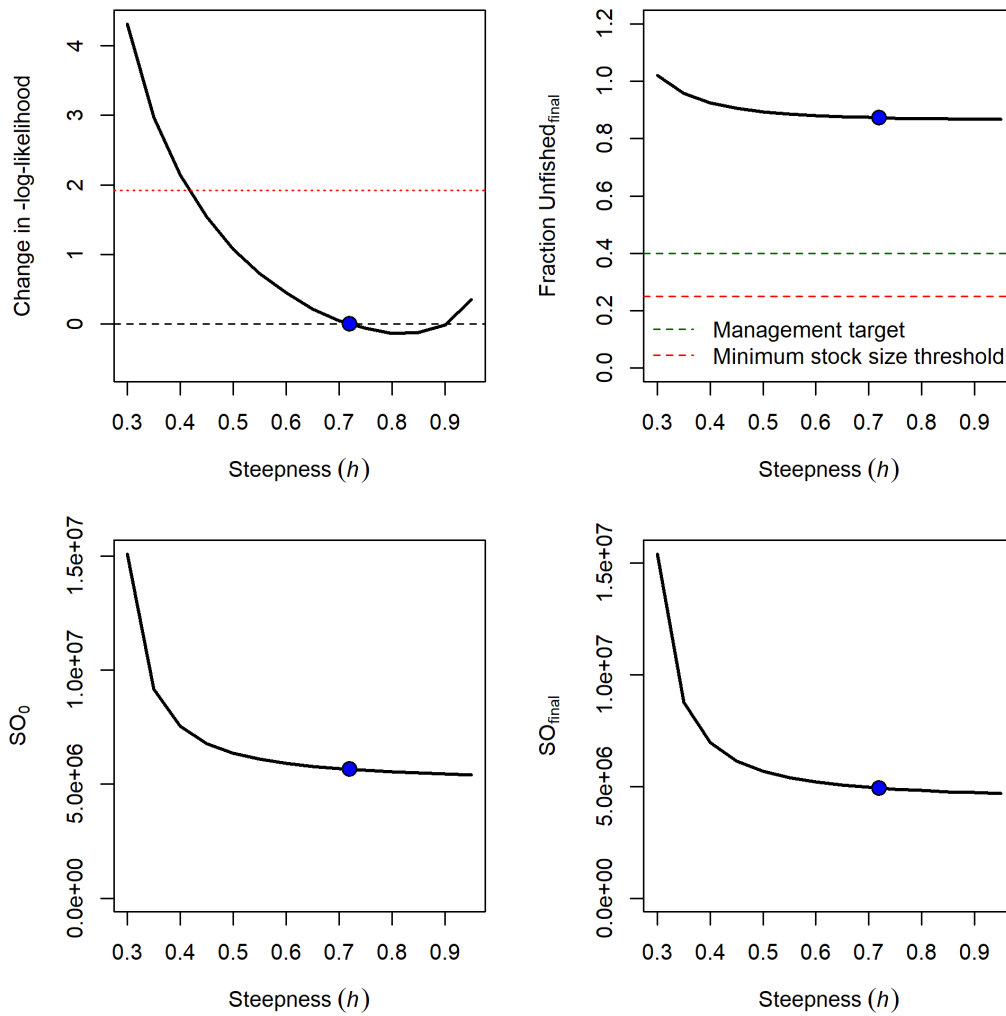 Change in -log-likelihood
4
3
2
1
0
0.3 0.4 0.5 0.6 0.7 0.8 0.9
Steepness (h)
Fraction Unfished final
1.2
1.0
0.8
0.6
0.4
0.2
0.0
Management target
Minimum stock size threshold
0.3 0.4 0.5 0.6 0.7 0.8 0.9
Steepness (h)
SO0
1.5e+07
1.0e+07
5.0e+06
0.0e+00
0.3 0.4 0.5 0.6 0.7 0.8 0.9
Steepness (h)
SOfinal
1.5e+07
1.0e+07
5.0e+06
0.0e+00
0.3 0.4 0.5 0.6 0.7 0.8 0.9
Steepness (h)